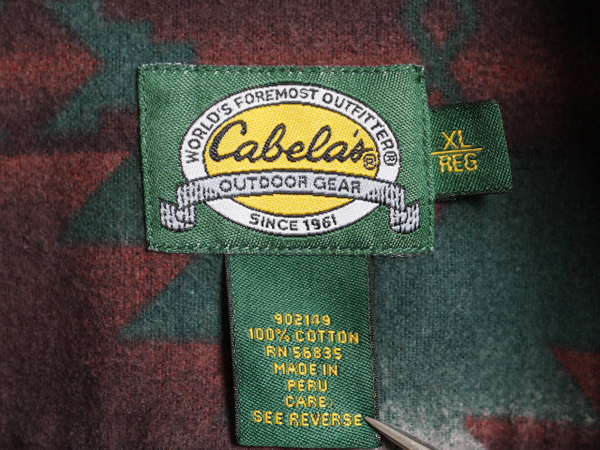 WORLD'S FOREMOST OUTFITTER®
Cabela's®
OUTDOOR GEAR
SINCE 1961
XL
REG
902149
100% COTTON
RN 56835
MADE IN
PERU
CARE:
SEE REVERSE